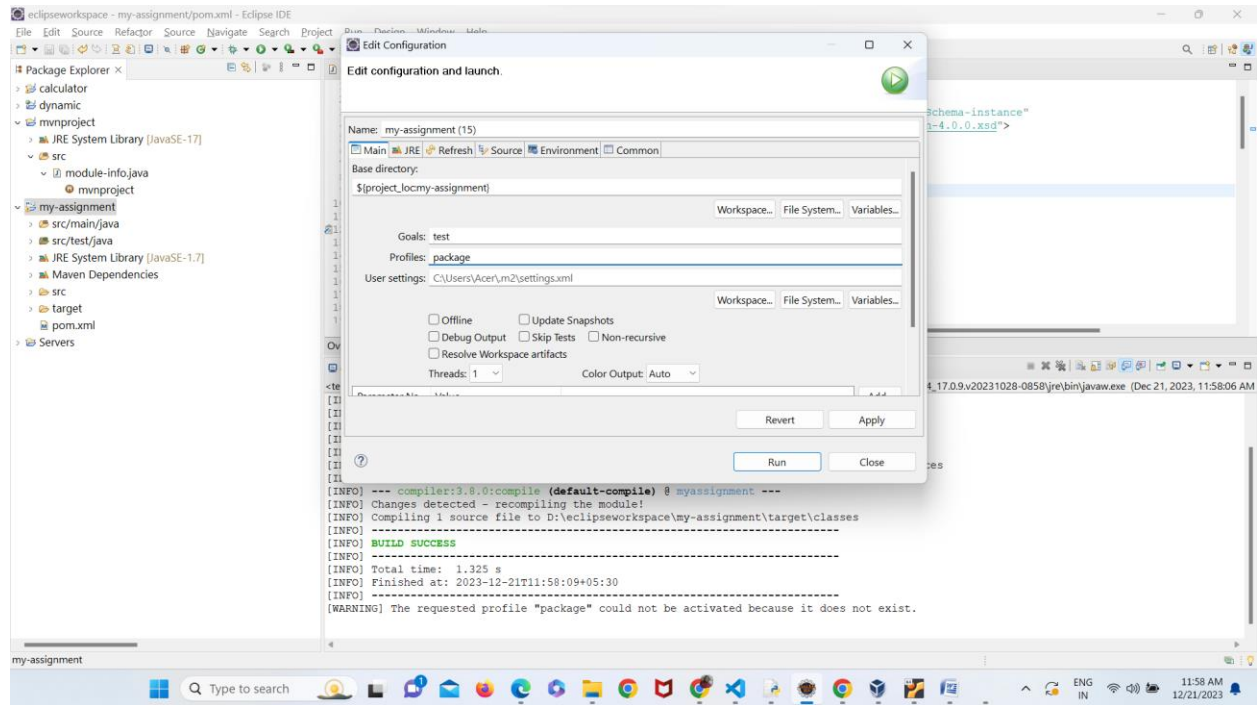 eclipseworkspace - my-assignment/pom.xml - Eclipse IDE
File Edit Source Refactor Source Navigate Search Project Run Design Window Help
Package Explorer
calculator
dynamic
mvnproject
JRE System Library [JavaSE-17]
src
module-info.java
mvnproject
my-assignment
src/main/java
src/test/java
JRE System Library [JavaSE-1.7]
Maven Dependencies
src
target
pom.xml
Servers
Edit Configuration
Edit configuration and launch.
Name: my-assignment (15)
Main JRE Refresh Source Environment Common
Base directory:
${project_loc:my-assignment}
Workspace... File System... Variables...
Goals: test
Profiles: package
User settings: C:\Users\Acer\.m2\settings.xml
Workspace... File System... Variables...
Offline Update Snapshots
Debug Output Skip Tests Non-recursive
Resolve Workspace artifacts
Threads: 1 Color Output: Auto
Revert Apply
Run Close
Schema-instance"
n-4.0.0.xsd">
4_17.0.9.v20231028-0858\jre\bin\javaw.exe (Dec 21, 2023, 11:58:06 AM
[INFO] --- compiler:3.8.0:compile (default-compile) @ myassignment ---
[INFO] Changes detected - recompiling the module!
[INFO] Compiling 1 source file to D:\eclipseworkspace\my-assignment\target\classes
[INFO] ------------------------------------------------------------------------
[INFO] BUILD SUCCESS
[INFO] ------------------------------------------------------------------------
[INFO] Total time: 1.325 s
[INFO] Finished at: 2023-12-21T11:58:09+05:30
[INFO] ------------------------------------------------------------------------
[WARNING] The requested profile "package" could not be activated because it does not exist.
my-assignment
Type to search
ENG
IN
11:58 AM
12/21/2023